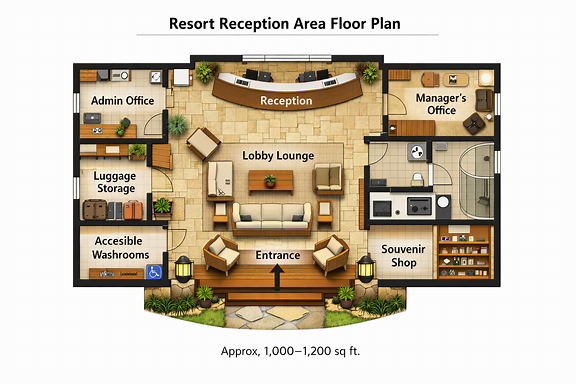 Resort Reception Area Floor Plan
Admin Office
Reception
Manager's
Office
Lobby Lounge
Luggage
Storage
Accesible
Washrooms
Entrance
Souvenir
Shop
Approx, 1,000–1,200 sq ft.